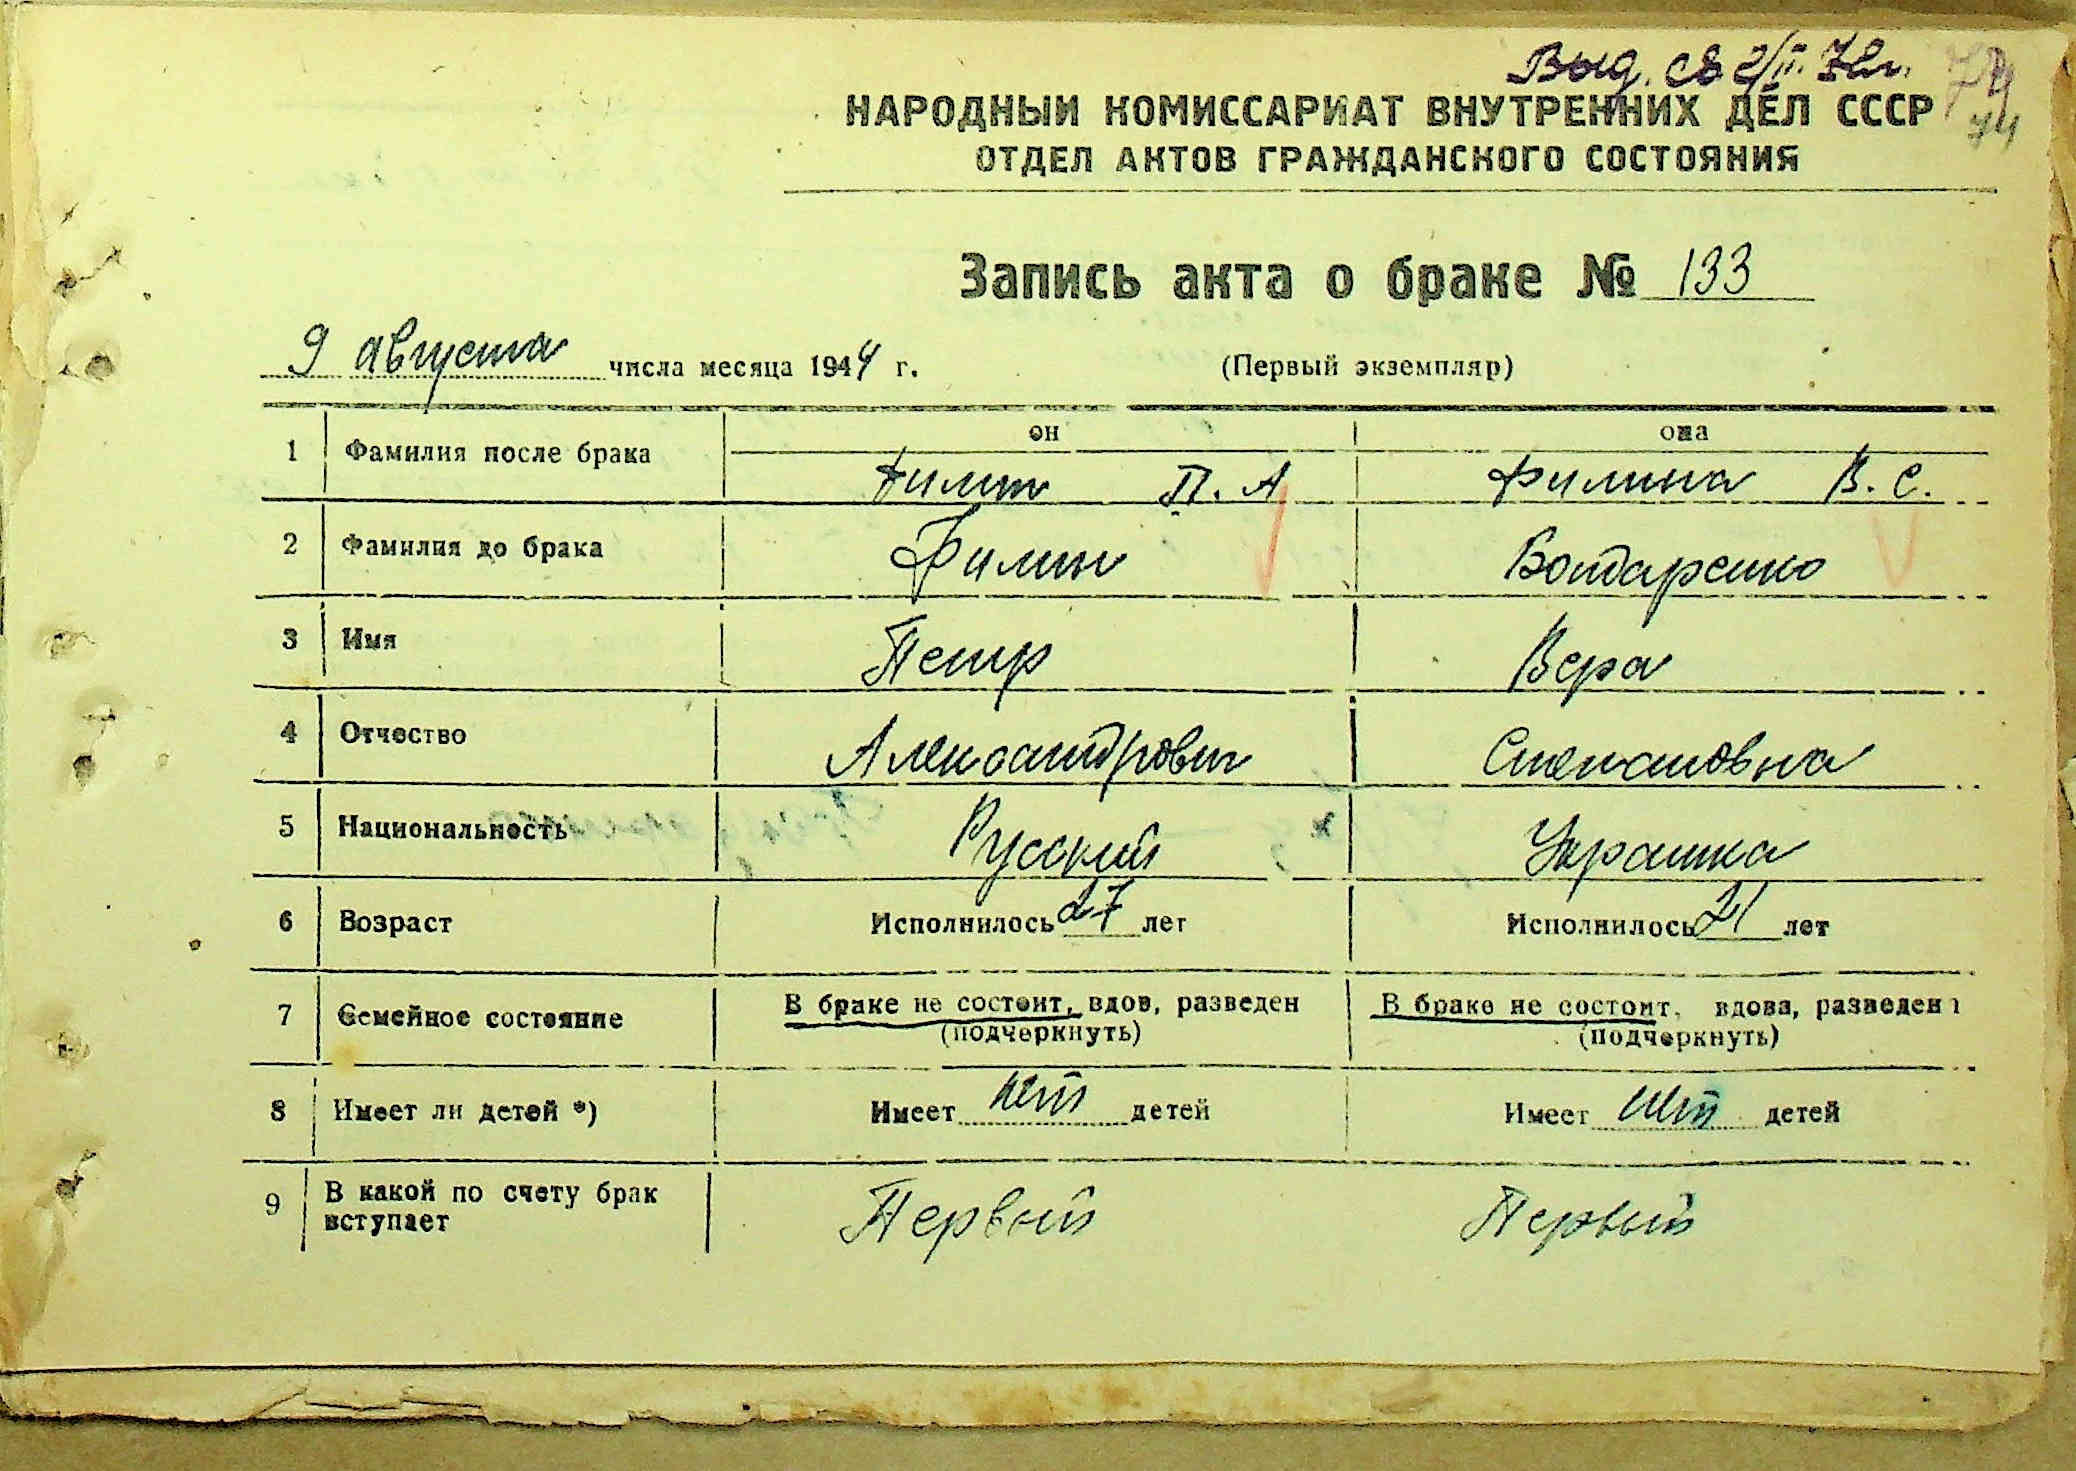 Выд. св 2/II. 72г.
НАРОДНЫЙ КОМИССАРИАТ ВНУТРЕННИХ ДЕЛ СССР
74
ОТДЕЛ АКТОВ ГРАЖДАНСКОГО СОСТОЯНИЯ
Запись акта о браке № 133
9 августа числа месяца 1944 г. (Первый экземпляр)
он она
1 Фамилия после брака Филин П. А Филина В. С.
2 Фамилия до брака Филин Бондаренко
3 Имя Петр Вера
4 Отчество Александрович Степановна
5 Национальность Русский Украинка
6 Возраст Исполнилось 27 лет Исполнилось 21 лет
7 Семейное состояние В браке не состоит, вдов, разведен В браке не состоит, вдова, разведена
(подчеркнуть) (подчеркнуть)
8 Имеет ли детей *) Имеет нет детей Имеет нет детей
9 В какой по счету брак вступает Первый Первый